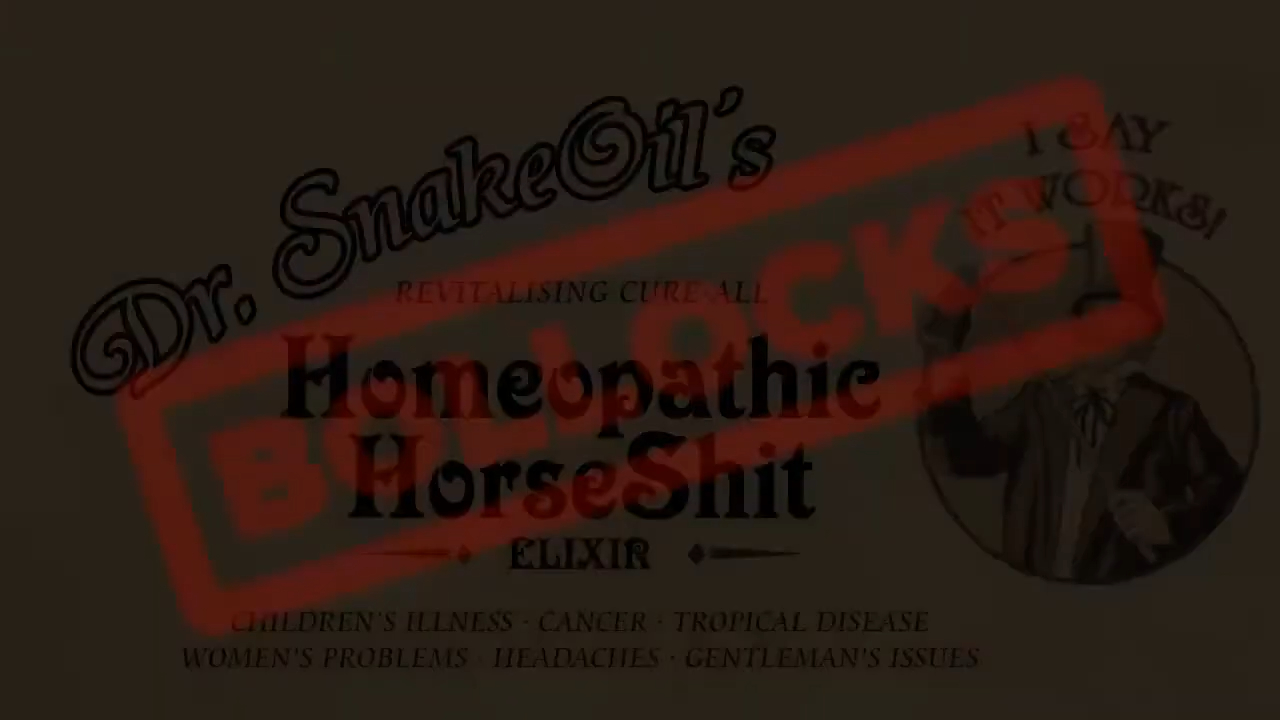 Dr. SnakeOil's
I SAY
IT WORKS!
REVITALISING CURE-ALL
Homeopathic
HorseShit
ELIXIR
CHILDREN'S ILLNESS · CANCER · TROPICAL DISEASE
WOMEN'S PROBLEMS · HEADACHES · GENTLEMAN'S ISSUES
BOLLOCKS